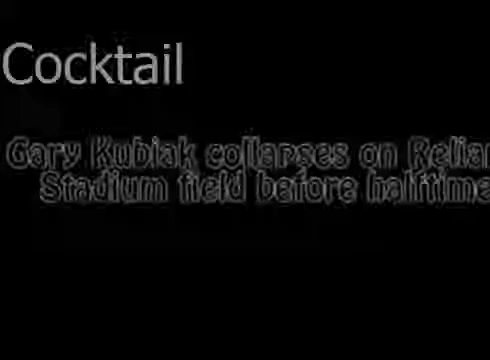 Cocktail
Gary Kubiak collapses on Relian
Stadium field before halftime